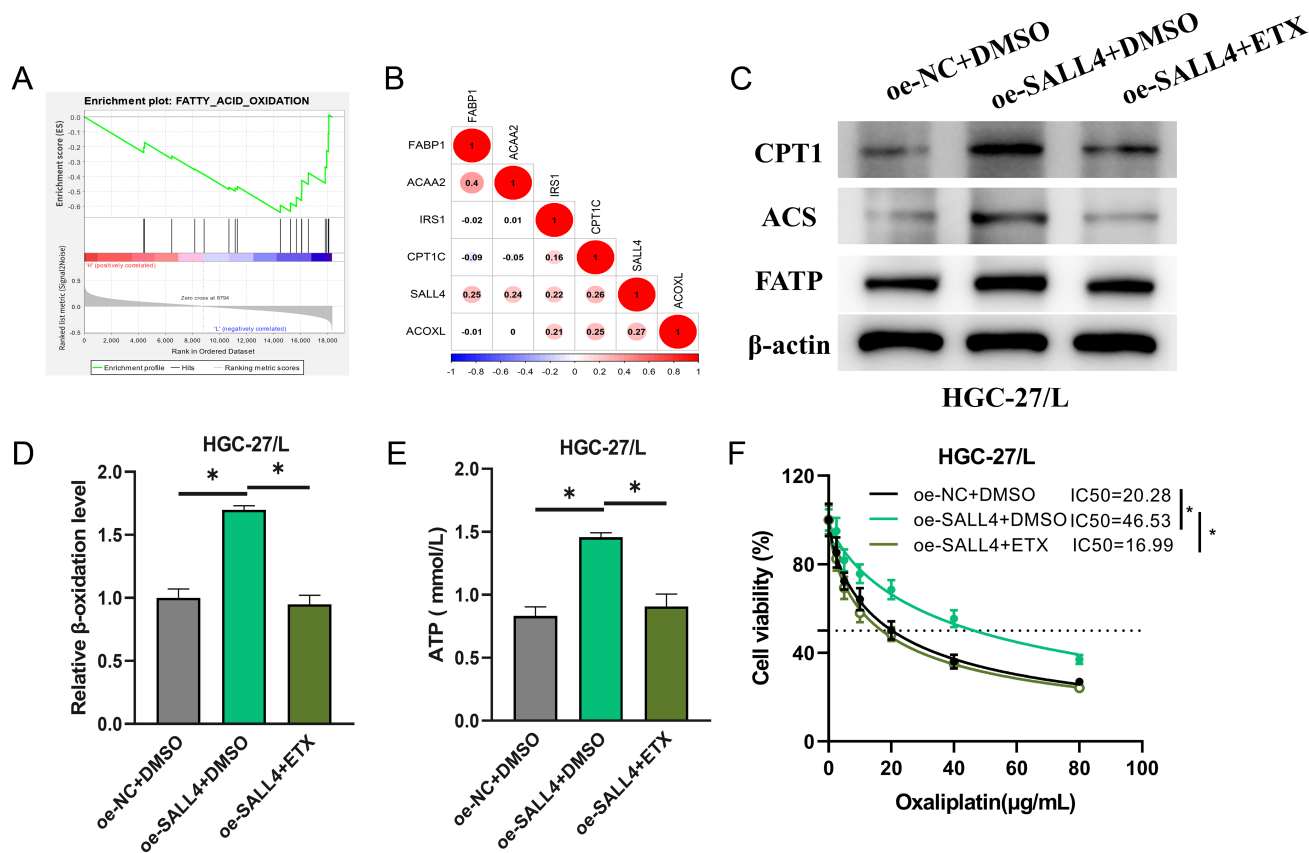 A
Enrichment plot: FATTY_ACID_OXIDATION
Enrichment score (ES)
0.0
-0.1
-0.2
-0.3
-0.4
-0.5
-0.6
'H' (positively correlated)
Ranked list metric (Signal2Noise)
0.5
0.0
-0.5
Zero cross at 8794
'L' (negatively correlated)
0 2,000 4,000 6,000 8,000 10,000 12,000 14,000 16,000 18,000
Rank in Ordered Dataset
Enrichment profile Hits Ranking metric scores
B
FABP1
ACAA2
IRS1
CPT1C
SALL4
ACOXL
FABP1 1
ACAA2 0.4 1
IRS1 -0.02 0.01 1
CPT1C -0.09 -0.05 0.16 1
SALL4 0.25 0.24 0.22 0.26 1
ACOXL -0.01 0 0.21 0.25 0.27 1
-1 -0.8 -0.6 -0.4 -0.2 0 0.2 0.4 0.6 0.8 1
C
oe-NC+DMSO
oe-SALL4+DMSO
oe-SALL4+ETX
CPT1
ACS
FATP
β-actin
HGC-27/L
D
HGC-27/L
Relative β-oxidation level
2.0
1.5
1.0
0.5
0.0
* *
oe-NC+DMSO
oe-SALL4+DMSO
oe-SALL4+ETX
E
HGC-27/L
ATP ( mmol/L)
2.0
1.5
1.0
0.5
0.0
* *
oe-NC+DMSO
oe-SALL4+DMSO
oe-SALL4+ETX
F
HGC-27/L
Cell viability (%)
120
80
40
0
oe-NC+DMSO IC50=20.28
oe-SALL4+DMSO IC50=46.53
oe-SALL4+ETX IC50=16.99
*
*
0 20 40 60 80 100
Oxaliplatin(μg/mL)